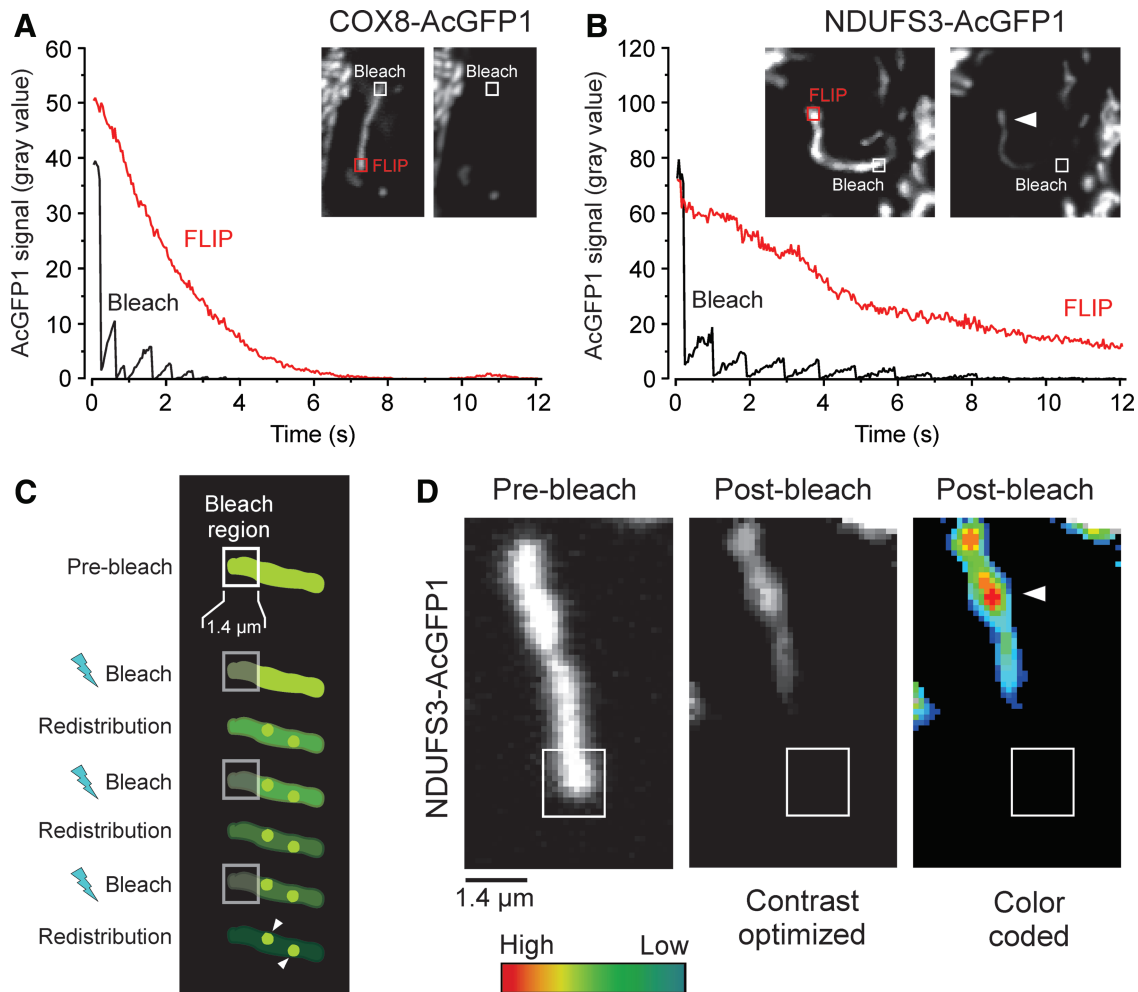 A
COX8-AcGFP1
AcGFP1 signal (gray value)
60
50
40
30
20
10
0
Bleach
FLIP
Bleach
FLIP
Bleach
0
2
4
6
8
10
12
Time (s)
B
NDUFS3-AcGFP1
AcGFP1 signal (gray value)
120
100
80
60
40
20
0
FLIP
Bleach
Bleach
Bleach
FLIP
0
2
4
6
8
10
12
Time (s)
C
Bleach
region
Pre-bleach
1.4 µm
Bleach
Redistribution
Bleach
Redistribution
Bleach
Redistribution
D
Pre-bleach
Post-bleach
Post-bleach
NDUFS3-AcGFP1
1.4 µm
Contrast
optimized
Color
coded
High
Low